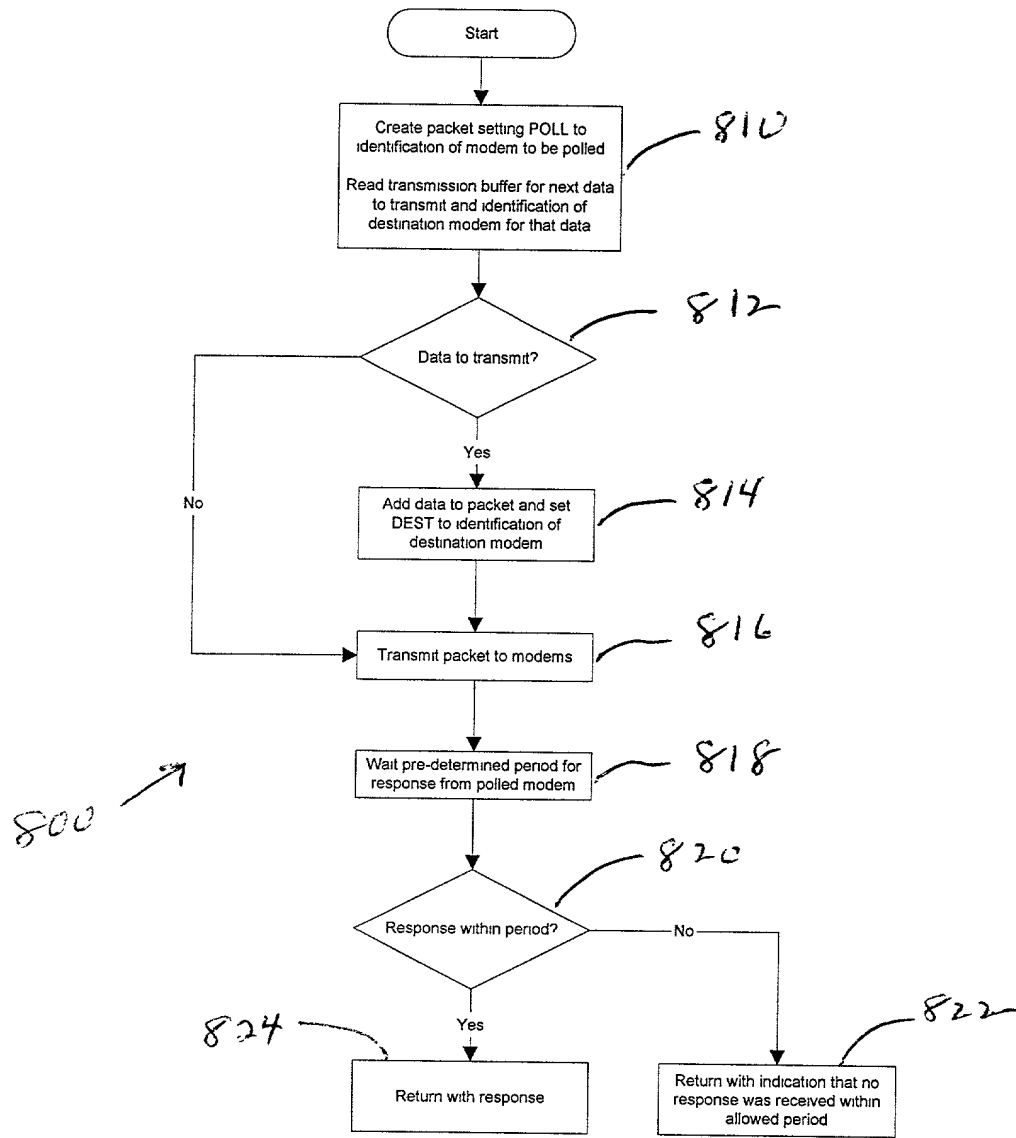 Start
Create packet setting POLL to
identification of modem to be polled
810
Read transmission buffer for next data
to transmit and identification of
destination modem for that data
812
Data to transmit?
Yes
No
Add data to packet and set
DEST to identification of
destination modem
814
Transmit packet to modems
816
Wait pre-determined period for
response from polled modem
818
800
820
Response within period?
No
Yes
824
822
Return with response
Return with indication that no
response was received within
allowed period